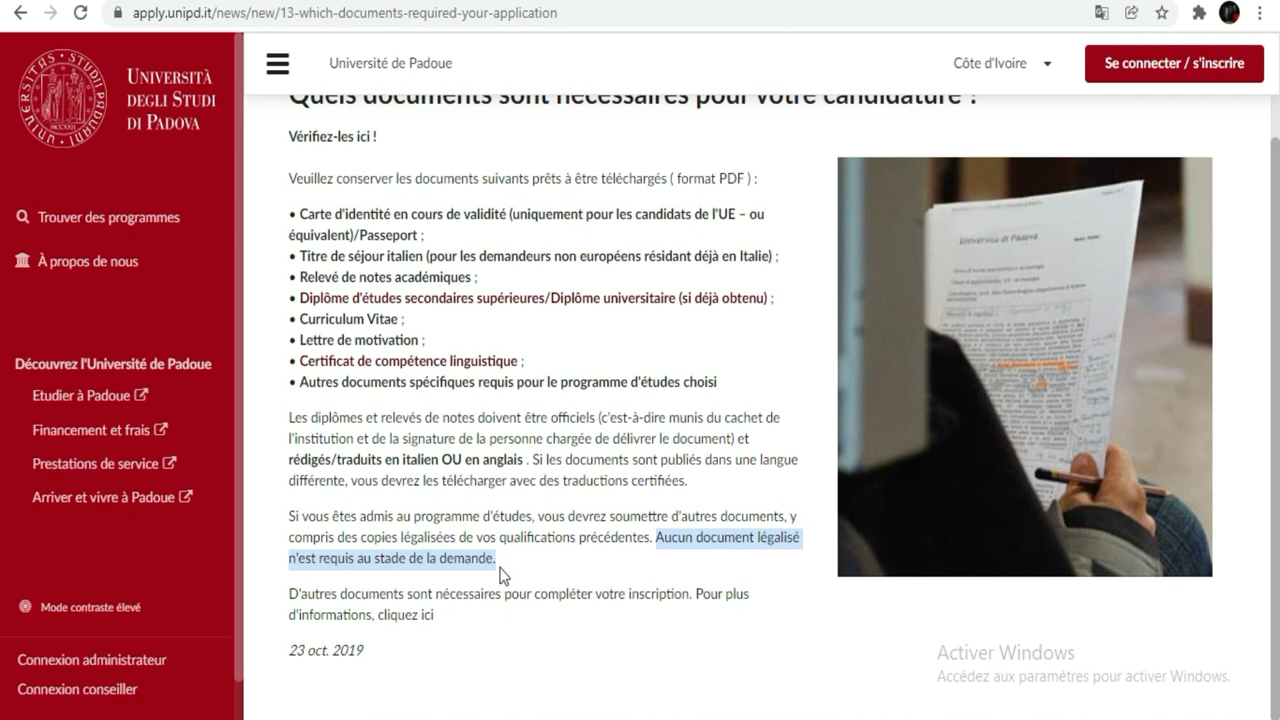 apply.unipd.it/news/new/13-which-documents-required-your-application
UNIVERSITÀ
DEGLI STUDI
DI PADOVA
Trouver des programmes
À propos de nous
Découvrez l'Université de Padoue
Etudier à Padoue
Financement et frais
Prestations de service
Arriver et vivre à Padoue
Mode contraste élevé
Connexion administrateur
Connexion conseiller
Université de Padoue
Côte d'Ivoire
Se connecter / s'inscrire
Quels documents sont nécessaires pour votre candidature ?
Vérifiez-les ici !
Veuillez conserver les documents suivants prêts à être téléchargés ( format PDF ) :
• Carte d'identité en cours de validité (uniquement pour les candidats de l'UE – ou
équivalent)/Passeport ;
• Titre de séjour italien (pour les demandeurs non européens résidant déjà en Italie) ;
• Relevé de notes académiques ;
• Diplôme d'études secondaires supérieures/Diplôme universitaire (si déjà obtenu) ;
• Curriculum Vitae ;
• Lettre de motivation ;
• Certificat de compétence linguistique ;
• Autres documents spécifiques requis pour le programme d'études choisi
Les diplômes et relevés de notes doivent être officiels (c'est-à-dire munis du cachet de
l'institution et de la signature de la personne chargée de délivrer le document) et
rédigés/traduits en italien OU en anglais . Si les documents sont publiés dans une langue
différente, vous devrez les télécharger avec des traductions certifiées.
Si vous êtes admis au programme d'études, vous devrez soumettre d'autres documents, y
compris des copies légalisées de vos qualifications précédentes. Aucun document légalisé
n'est requis au stade de la demande.
D'autres documents sont nécessaires pour compléter votre inscription. Pour plus
d'informations, cliquez ici
23 oct. 2019
Università di Padova
Activer Windows
Accédez aux paramètres pour activer Windows.